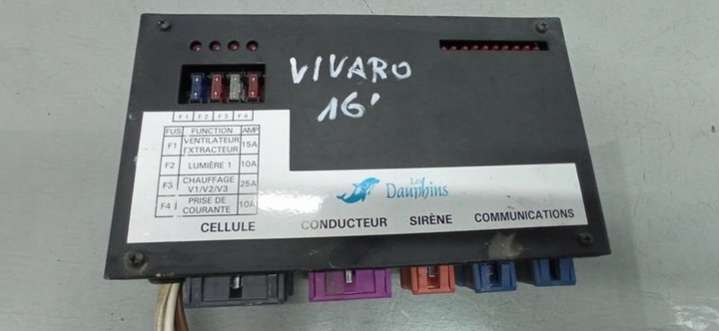 VIVARO
16'
F1 F2 F3 F4
FUS FUNCTION AMP
F1 VENTILATEUR EXTRACTEUR 15A
F2 LUMIÈRE 1 10A
F3 CHAUFFAGE V1/V2/V3 25A
F4 PRISE DE COURANTE 10A
Les
Dauphins
CELLULE CONDUCTEUR SIRÈNE COMMUNICATIONS